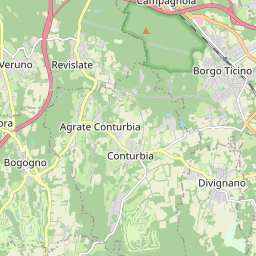 Campagnola
Veruno
Revislate
Borgo Ticino
Agrate Conturbia
Conturbia
Bogogno
Divignano